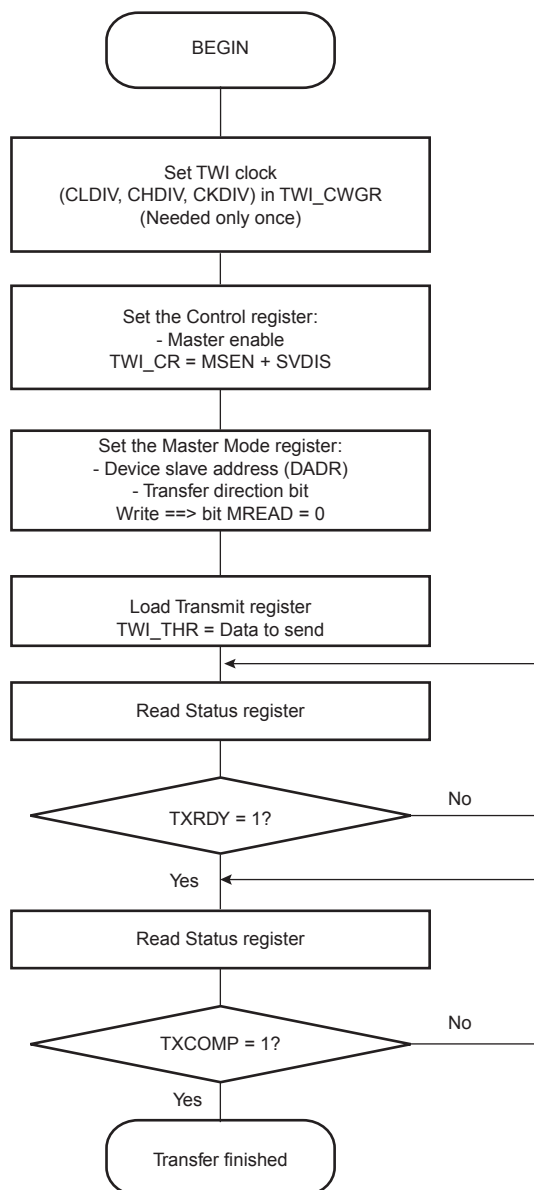 BEGIN
Set TWI clock
(CLDIV, CHDIV, CKDIV) in TWI_CWGR
(Needed only once)
Set the Control register:
- Master enable
TWI_CR = MSEN + SVDIS
Set the Master Mode register:
- Device slave address (DADR)
- Transfer direction bit
Write ==> bit MREAD = 0
Load Transmit register
TWI_THR = Data to send
Read Status register
TXRDY = 1?
No
Yes
Read Status register
TXCOMP = 1?
No
Yes
Transfer finished